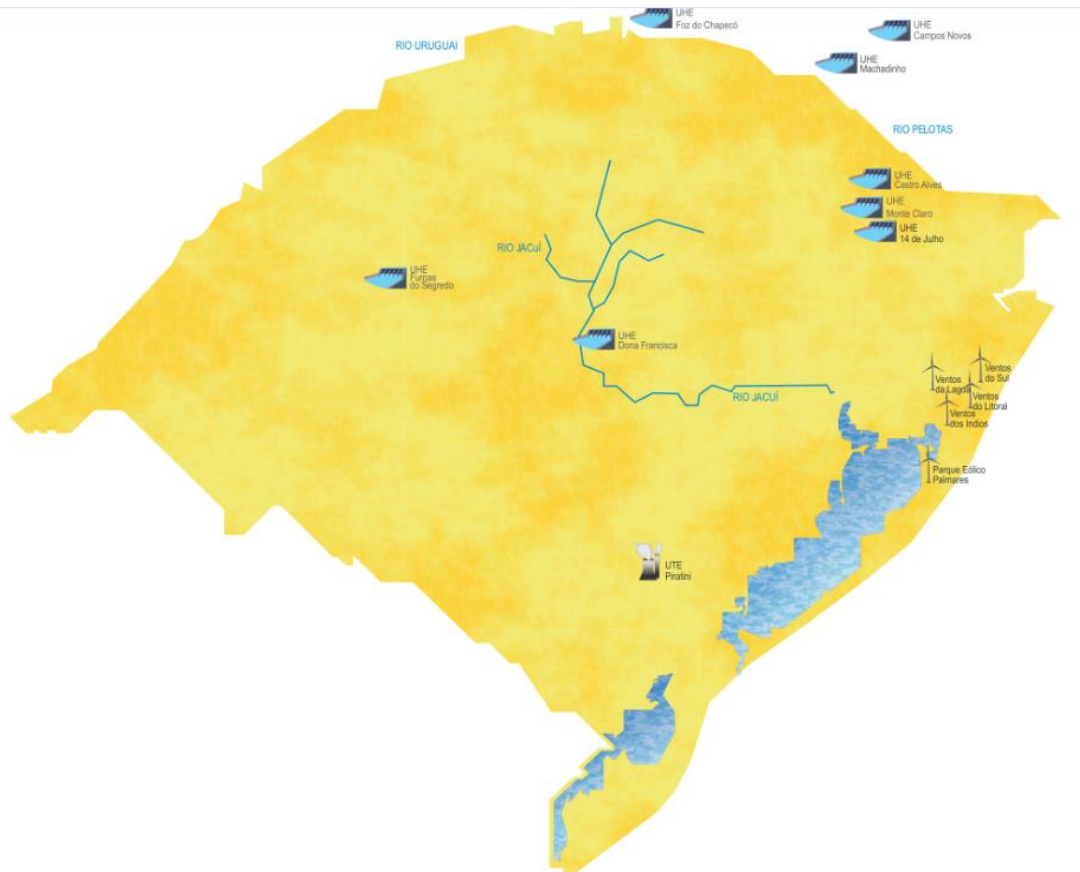 UHE
Foz do Chapecó
UHE
Campos Novos
RIO URUGUAI
UHE
Machadinho
RIO PELOTAS
UHE
Castro Alves
UHE
Monte Claro
UHE
14 de Julho
RIO JACuÍ
UHE
Furnas
do Segredo
UHE
Dona Francisca
Ventos
do Sul
Ventos
da Lagoa
Ventos
do Litoral
RIO JACUÍ
Ventos
dos Indios
Parque Eólico
Palmares
UTE
Piratini